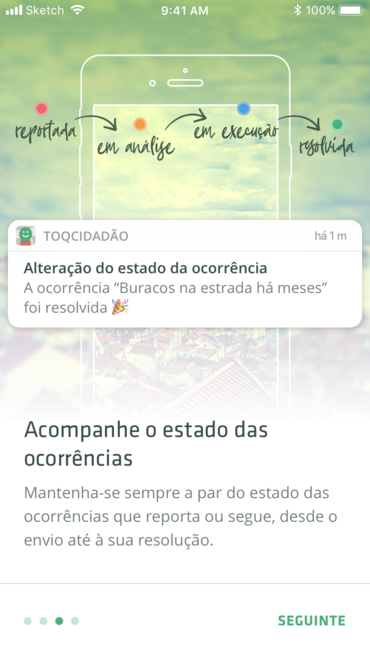 Sketch 9:41 AM 100%
reportada
em análise
em execução
resolvida
TOQCIDADÃO há 1 m
Alteração do estado da ocorrência
A ocorrência “Buracos na estrada há meses”
foi resolvida 🎉
Acompanhe o estado das
ocorrências
Mantenha-se sempre a par do estado das
ocorrências que reporta ou segue, desde o
envio até à sua resolução.
SEGUINTE